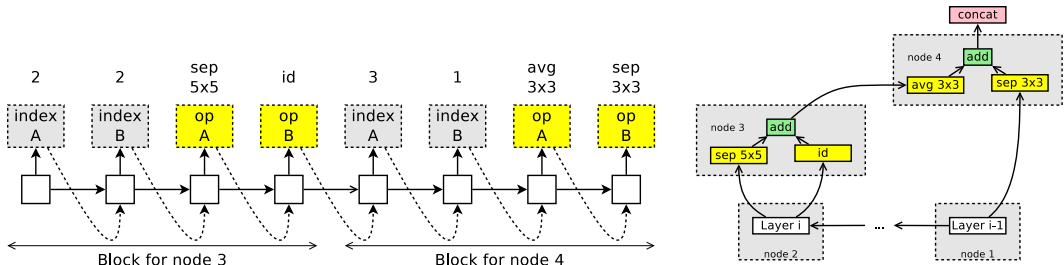 2 2 sep 5x5 id 3 1 avg 3x3 sep 3x3
index A index B op A op B index A index B op A op B
Block for node 3 Block for node 4
concat
node 4
add
avg 3x3 sep 3x3
node 3
add
sep 5x5 id
Layer i ... Layer i-1
node 2 node 1